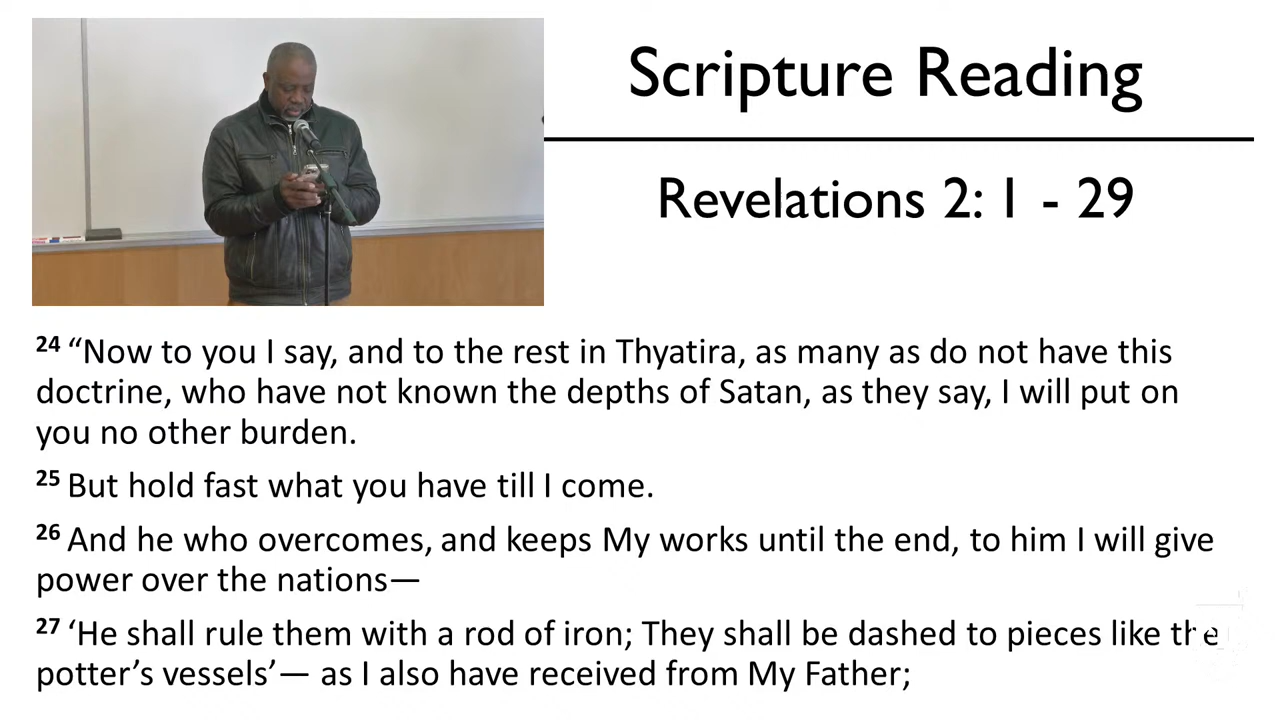 Scripture Reading
Revelations 2: 1 - 29
24 “Now to you I say, and to the rest in Thyatira, as many as do not have this
doctrine, who have not known the depths of Satan, as they say, I will put on
you no other burden.
25 But hold fast what you have till I come.
26 And he who overcomes, and keeps My works until the end, to him I will give
power over the nations—
27 ‘He shall rule them with a rod of iron; They shall be dashed to pieces like the
potter’s vessels’— as I also have received from My Father;